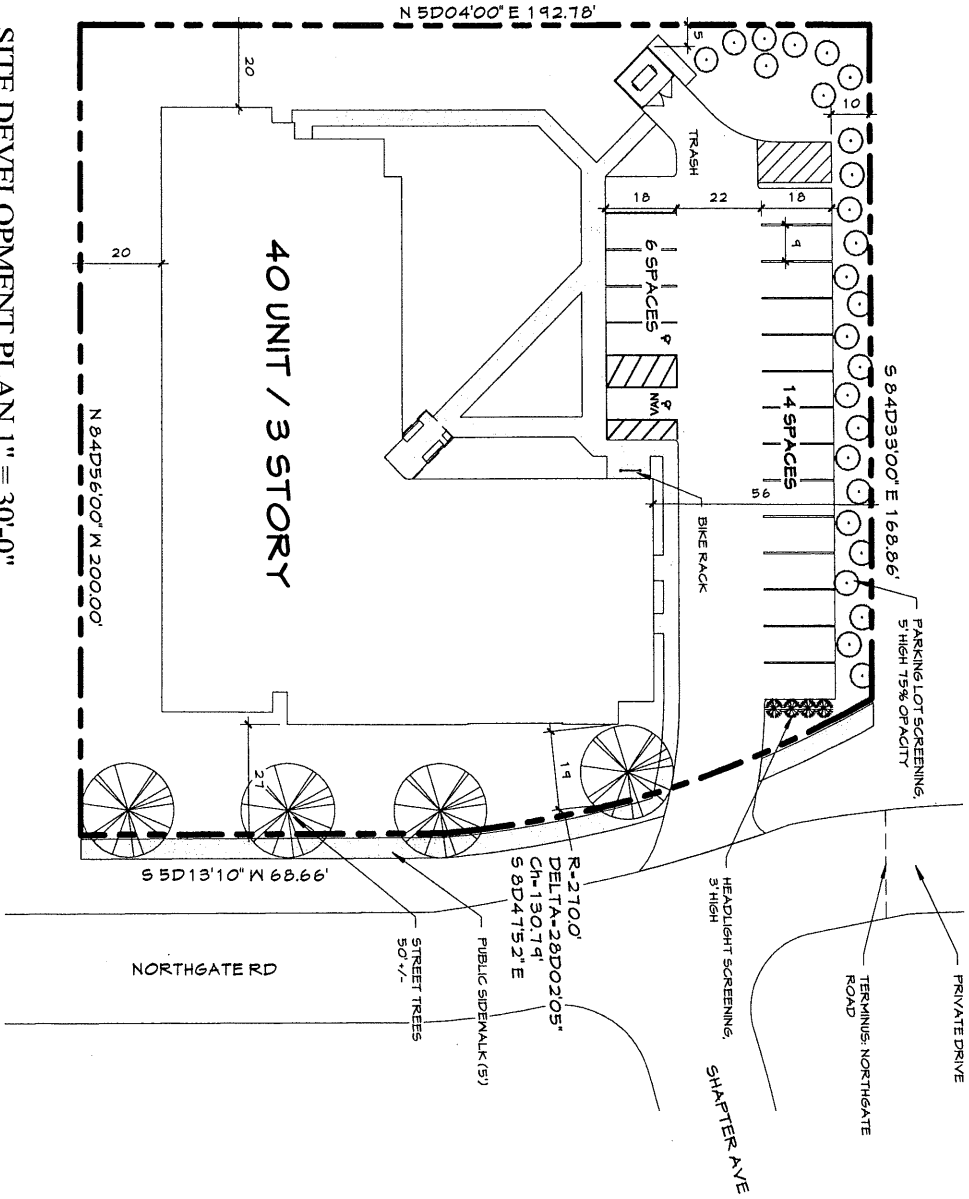 N 5D04'00" E 192.78'
5
20
10
TRASH
18
22
18
9
20
6 SPACES
VAN
14 SPACES
40 UNIT / 3 STORY
S 84D33'00" E 168.86'
56
BIKE RACK
PARKING LOT SCREENING,
5' HIGH 75% OPACITY
N 84D56'00" W 200.00'
SITE DEVELOPMENT PLAN 1" = 30'-0"
27
19
R=270.0'
DELTA=28D02'05"
Ch=130.79'
S 8D47'52" E
S 5D13'10" W 68.66'
HEADLIGHT SCREENING,
3' HIGH
PUBLIC SIDEWALK (5')
STREET TREES
50' +/-
NORTHGATE RD
PRIVATE DRIVE
TERMINUS: NORTHGATE
ROAD
SHAPTER AVE